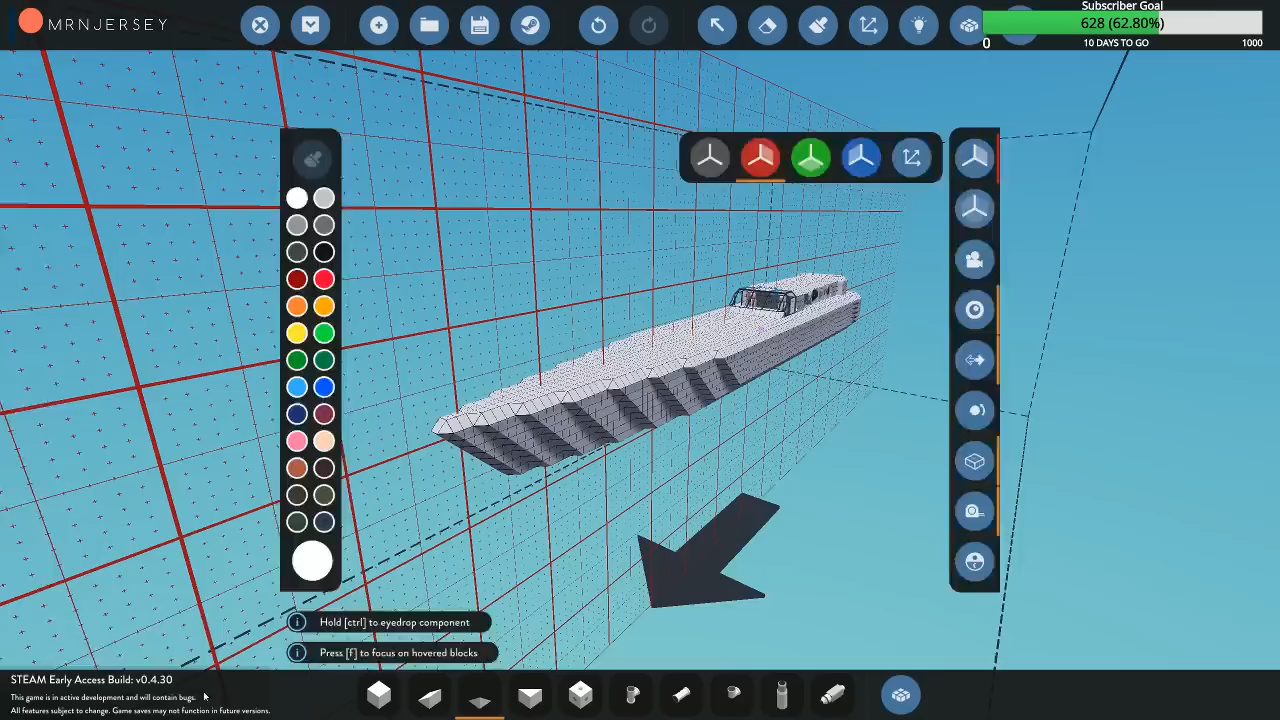 MRNJERSEY
Subscriber Goal
628 (62.80%)
0
10 DAYS TO GO
1000
Hold [ctrl] to eyedrop component
Press [f] to focus on hovered blocks
STEAM Early Access Build: v0.4.30
This game is in active development and will contain bugs.
All features subject to change. Game saves may not function in future versions.